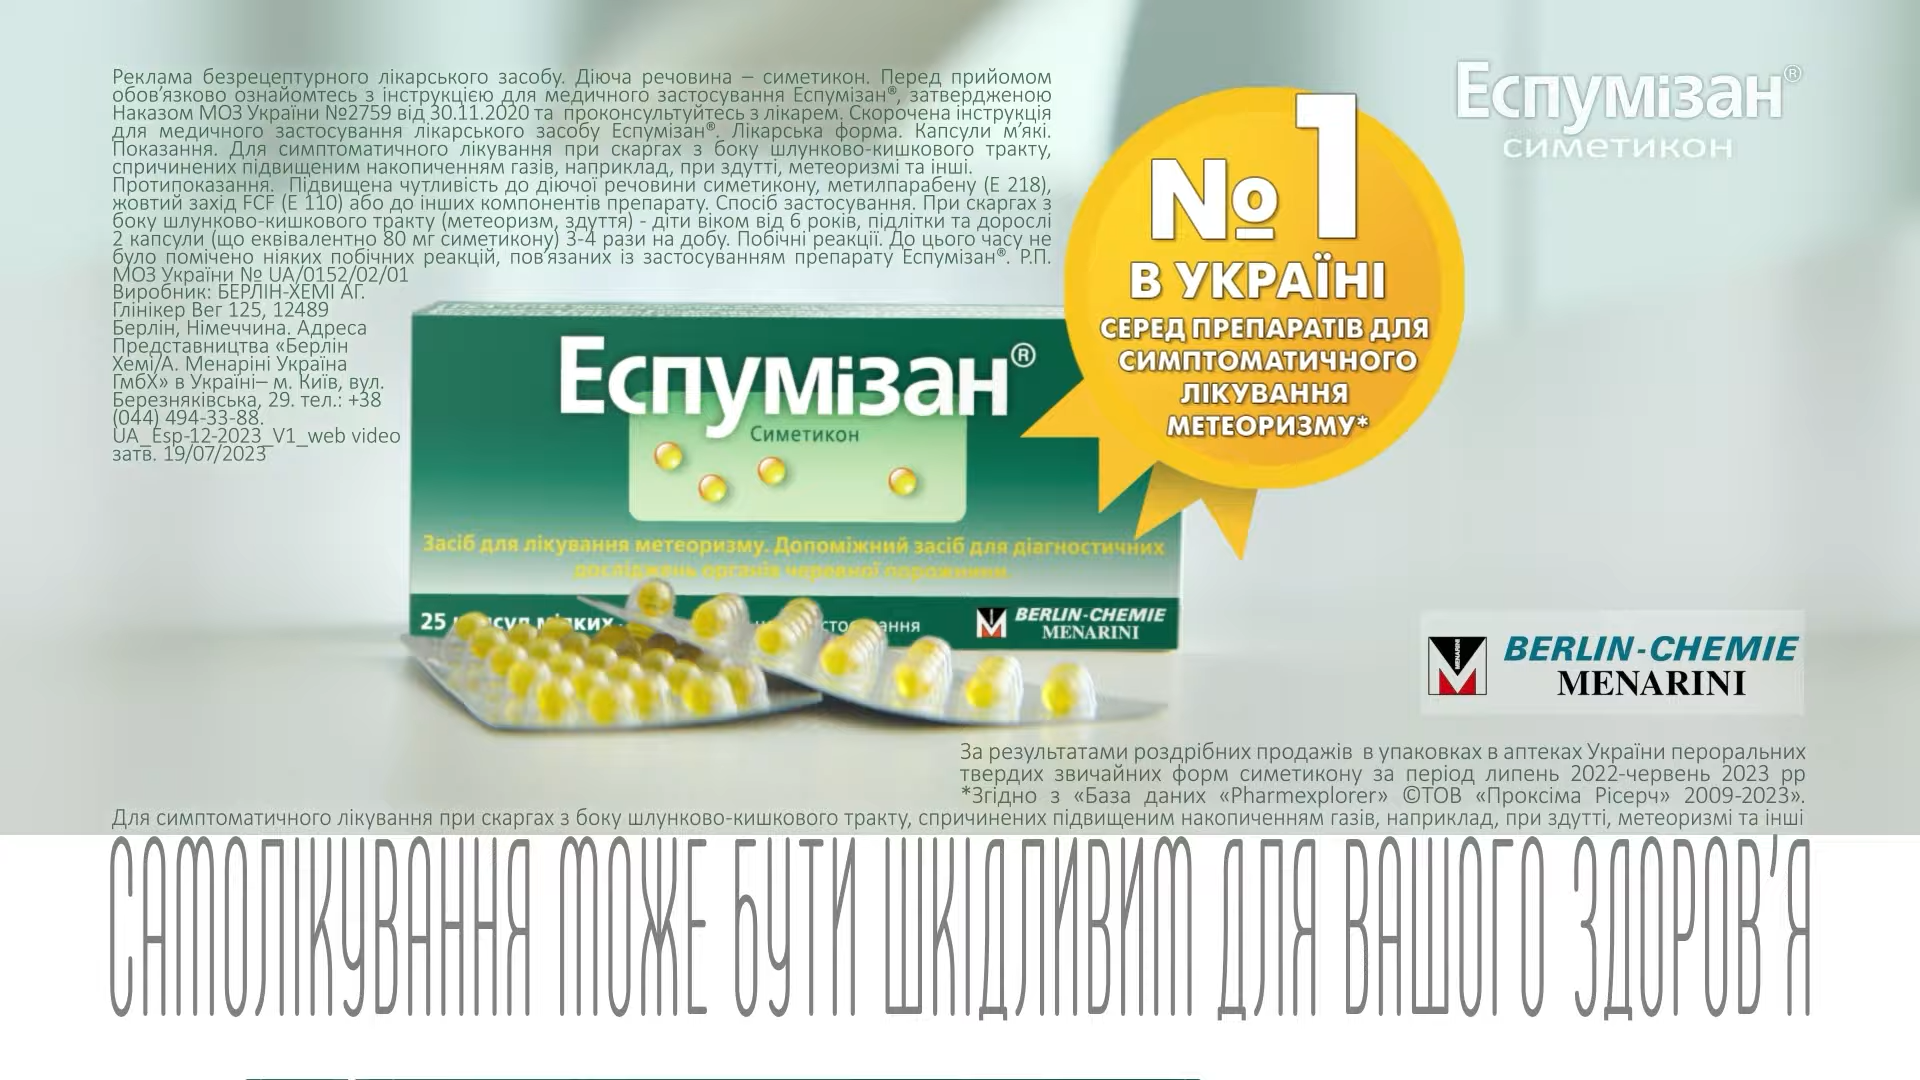 Реклама безрецептурного лікарського засобу. Діюча речовина – симетикон. Перед прийомом
обов'язково ознайомтесь з інструкцією для медичного застосування Еспумізан®, затвердженою
Наказом МОЗ України №2759 від 30.11.2020 та проконсультуйтесь з лікарем. Скорочена інструкція
для медичного застосування лікарського засобу Еспумізан®. Лікарська форма. Капсули м'які.
Показання. Для симптоматичного лікування при скаргах з боку шлунково-кишкового тракту,
спричинених підвищеним накопиченням газів, наприклад, при здутті, метеоризмі та інші.
Протипоказання. Підвищена чутливість до діючої речовини симетикону, метилпарабену (Е 218),
жовтий захід FCF (Е 110) або до інших компонентів препарату. Спосіб застосування. При скаргах з
боку шлунково-кишкового тракту (метеоризм, здуття) - діти віком від 6 років, підлітки та дорослі
2 капсули (що еквівалентно 80 мг симетикону) 3-4 рази на добу. Побічні реакції. До цього часу не
було помічено ніяких побічних реакцій, пов'язаних із застосуванням препарату Еспумізан®. Р.П.
МОЗ України № UA/0152/02/01
Виробник: БЕРЛІН-ХЕМІ АГ.
Глінікер Вег 125, 12489
Берлін, Німеччина. Адреса
Представництва «Берлін
Хемі/А. Менаріні Україна
ГмбХ» в Україні– м. Київ, вул.
Березняківська, 29. тел.: +38
(044) 494-33-88.
UA_Esp-12-2023_V1_web video
затв. 19/07/2023
Еспумізан®
симетикон
№1
В УКРАЇНІ
СЕРЕД ПРЕПАРАТІВ ДЛЯ
СИМПТОМАТИЧНОГО
ЛІКУВАННЯ
МЕТЕОРИЗМУ*
Еспумізан®
Симетикон
Засіб для лікування метеоризму. Допоміжний засіб для діагностичних
досліджень органів черевної порожнини.
25
BERLIN-CHEMIE
MENARINI
MENARINI
BERLIN-CHEMIE
MENARINI
За результатами роздрібних продажів в упаковках в аптеках України пероральних
твердих звичайних форм симетикону за період липень 2022-червень 2023 рр
*Згідно з «База даних «Pharmexplorer» ©ТОВ «Проксіма Рісерч» 2009-2023».
Для симптоматичного лікування при скаргах з боку шлунково-кишкового тракту, спричинених підвищеним накопиченням газів, наприклад, при здутті, метеоризмі та інші
САМОЛІКУВАННЯ МОЖЕ БУТИ ШКІДЛИВИМ ДЛЯ ВАШОГО ЗДОРОВ'Я